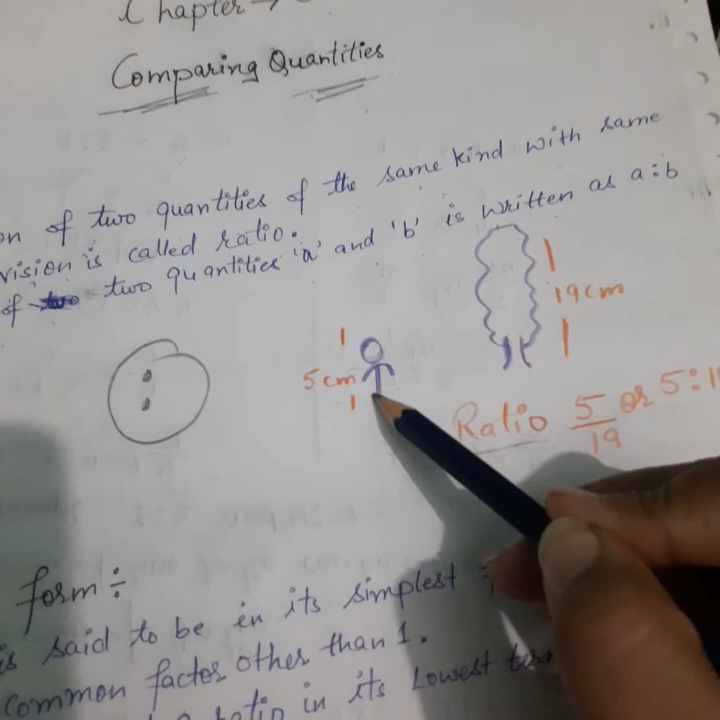 Chapter →
Comparing Quantities
on of two quantities of the same kind with same
vision is called ratio.
of two quantities 'a' and 'b' is written as a:b
19cm
5cm
Ratio 5/19 or 5:1
form ÷
is said to be in its simplest
common factor other than 1.
ratio in its lowest